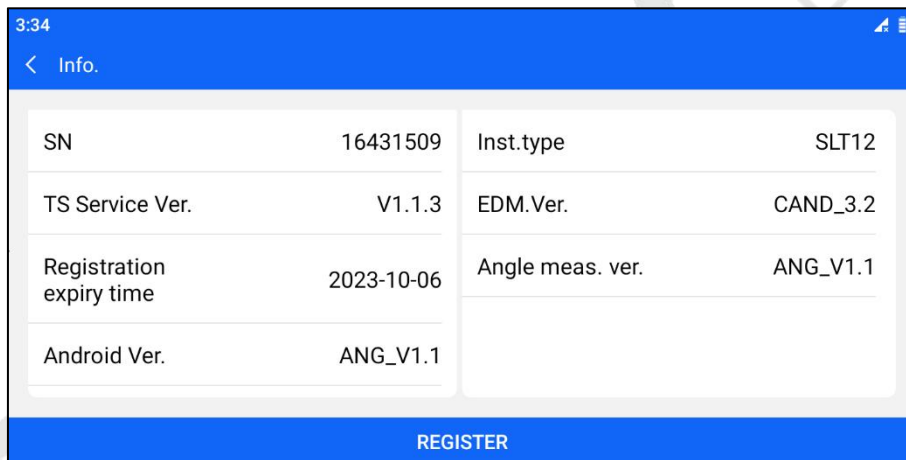 3:34
Info.
SN 16431509
TS Service Ver. V1.1.3
Registration
expiry time 2023-10-06
Android Ver. ANG_V1.1
Inst.type SLT12
EDM.Ver. CAND_3.2
Angle meas. ver. ANG_V1.1
REGISTER